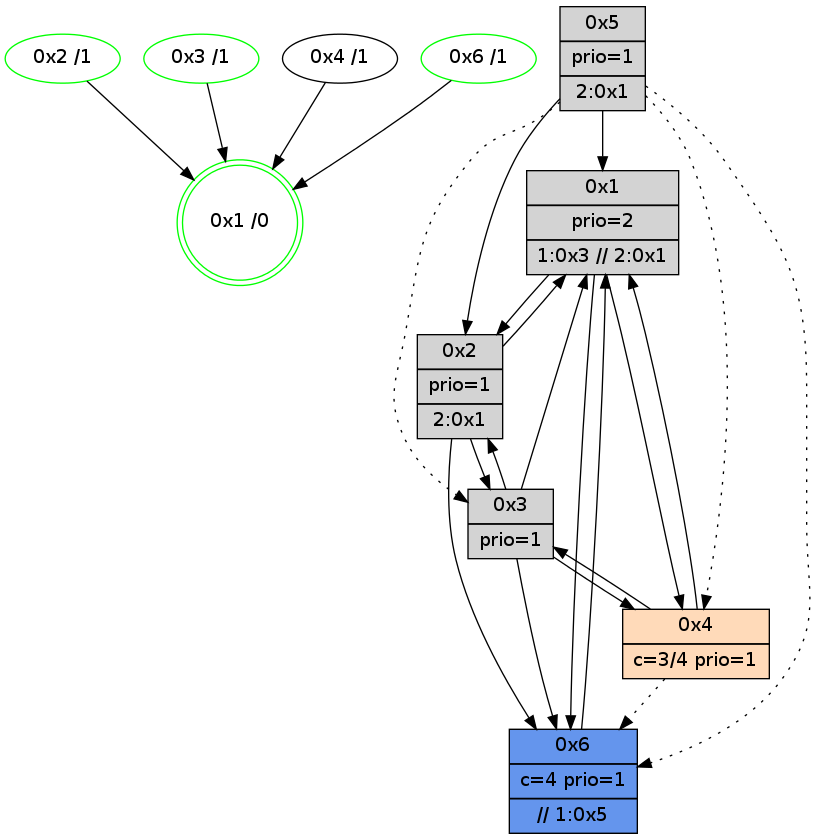 0x2 /1
0x3 /1
0x4 /1
0x6 /1
0x1 /0
0x5
prio=1
2:0x1
0x1
prio=2
1:0x3 // 2:0x1
0x2
prio=1
2:0x1
0x3
prio=1
0x4
c=3/4 prio=1
0x6
c=4 prio=1
// 1:0x5